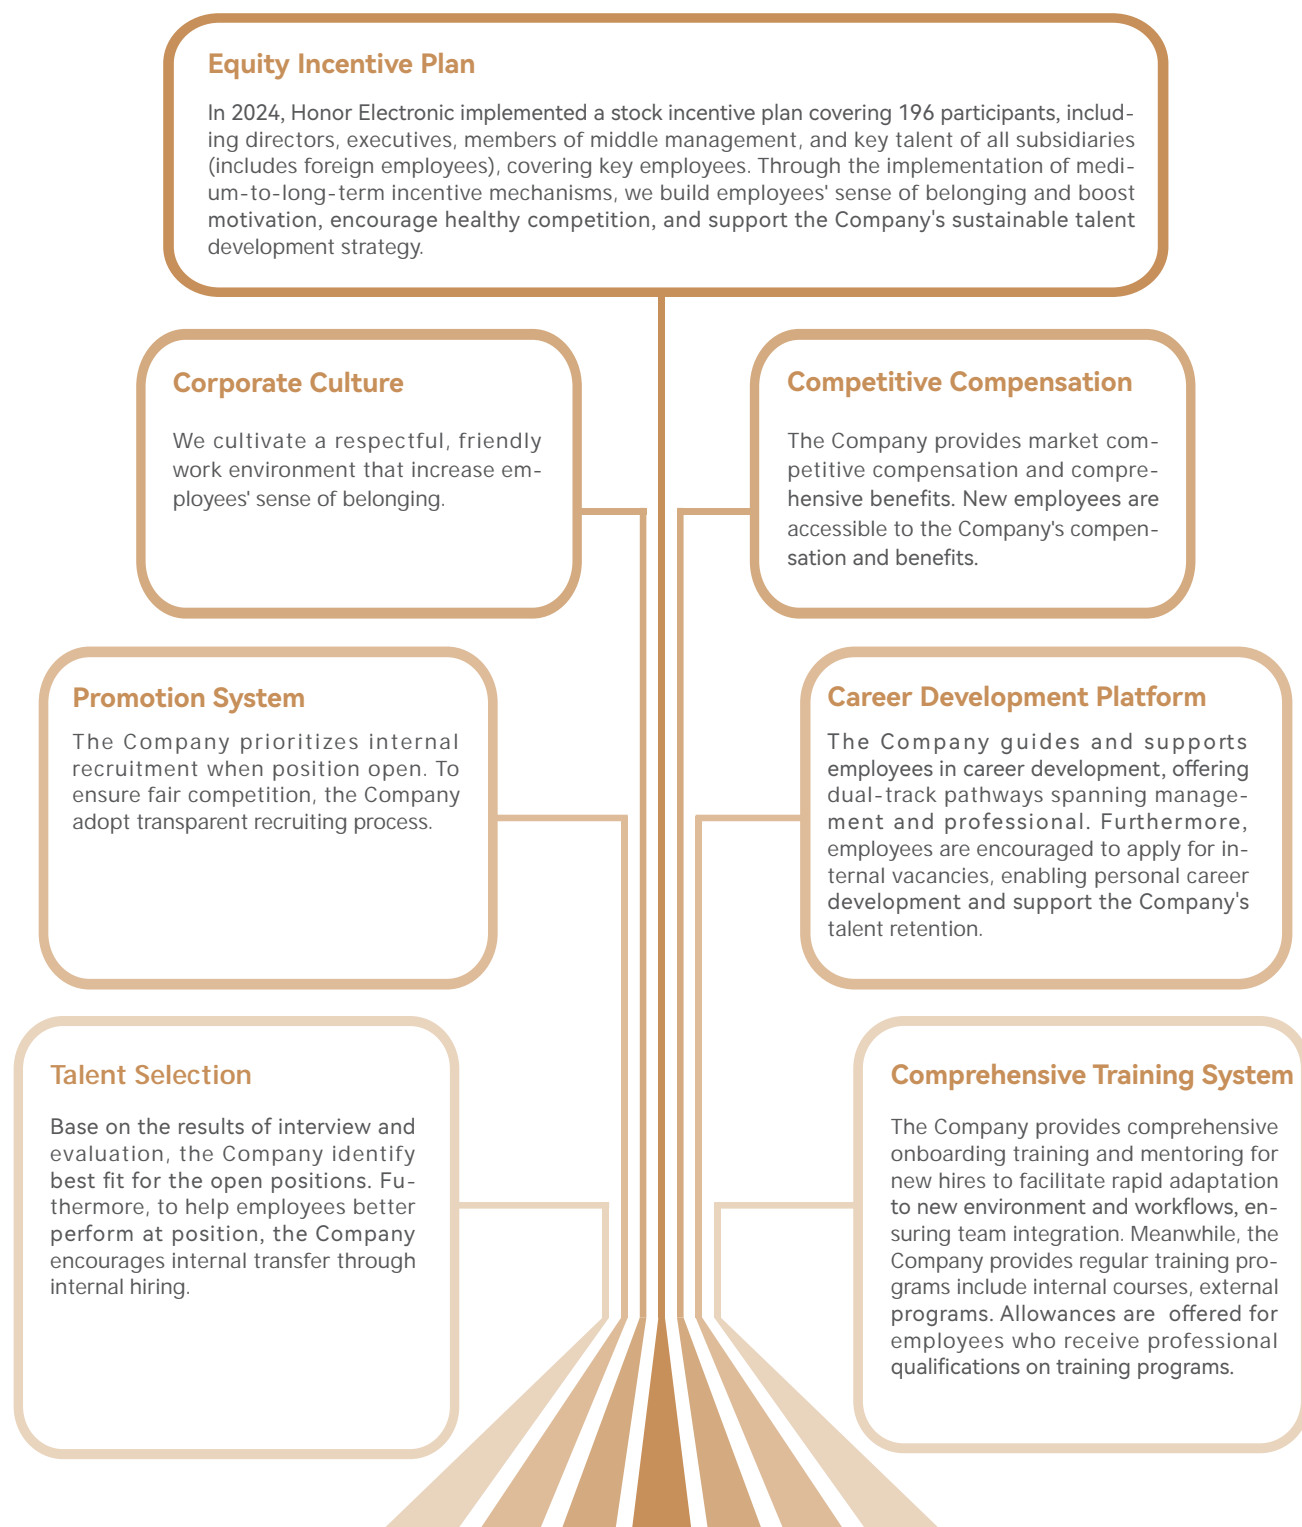 Equity Incentive Plan
In 2024, Honor Electronic implemented a stock incentive plan covering 196 participants, includ-
ing directors, executives, members of middle management, and key talent of all subsidiaries
(includes foreign employees), covering key employees. Through the implementation of medi-
um-to-long-term incentive mechanisms, we build employees' sense of belonging and boost
motivation, encourage healthy competition, and support the Company's sustainable talent
development strategy.
Corporate Culture
We cultivate a respectful, friendly
work environment that increase em-
ployees' sense of belonging.
Competitive Compensation
The Company provides market com-
petitive compensation and compre-
hensive benefits. New employees are
accessible to the Company's compen-
sation and benefits.
Promotion System
The Company prioritizes internal
recruitment when position open. To
ensure fair competition, the Company
adopt transparent recruiting process.
Career Development Platform
The Company guides and supports
employees in career development, offering
dual-track pathways spanning manage-
ment and professional. Furthermore,
employees are encouraged to apply for in-
ternal vacancies, enabling personal career
development and support the Company's
talent retention.
Talent Selection
Base on the results of interview and
evaluation, the Company identify
best fit for the open positions. Fu-
thermore, to help employees better
perform at position, the Company
encourages internal transfer through
internal hiring.
Comprehensive Training System
The Company provides comprehensive
onboarding training and mentoring for
new hires to facilitate rapid adaptation
to new environment and workflows, en-
suring team integration. Meanwhile, the
Company provides regular training pro-
grams include internal courses, external
programs. Allowances are offered for
employees who receive professional
qualifications on training programs.